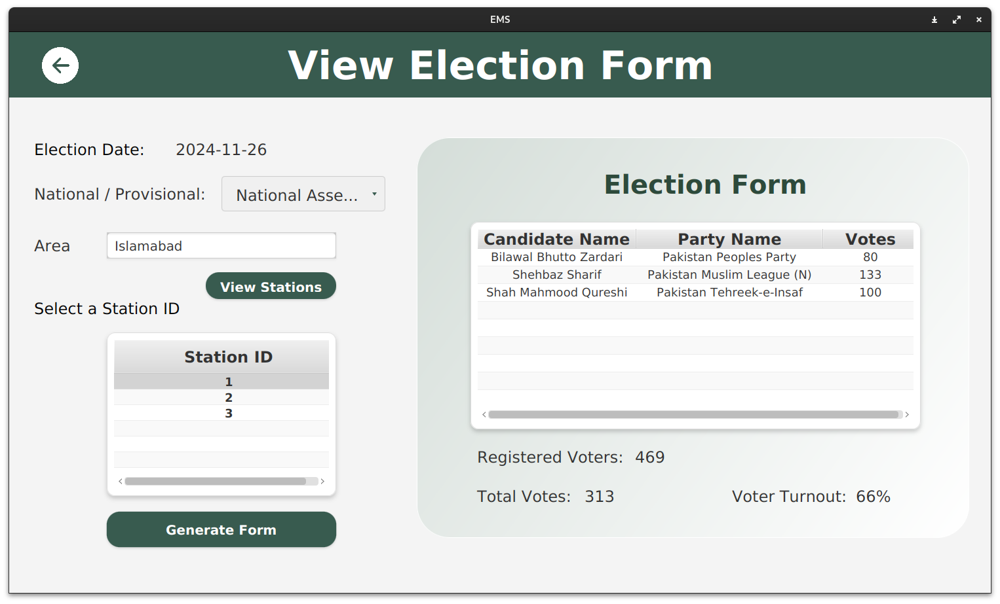 EMS
View Election Form
Election Date: 2024-11-26
National / Provisional: National Asse...
Area Islamabad
View Stations
Select a Station ID
Station ID
1
2
3
Generate Form
Election Form
Candidate Name Party Name Votes
Bilawal Bhutto Zardari Pakistan Peoples Party 80
Shehbaz Sharif Pakistan Muslim League (N) 133
Shah Mahmood Qureshi Pakistan Tehreek-e-Insaf 100
Registered Voters: 469
Total Votes: 313 Voter Turnout: 66%